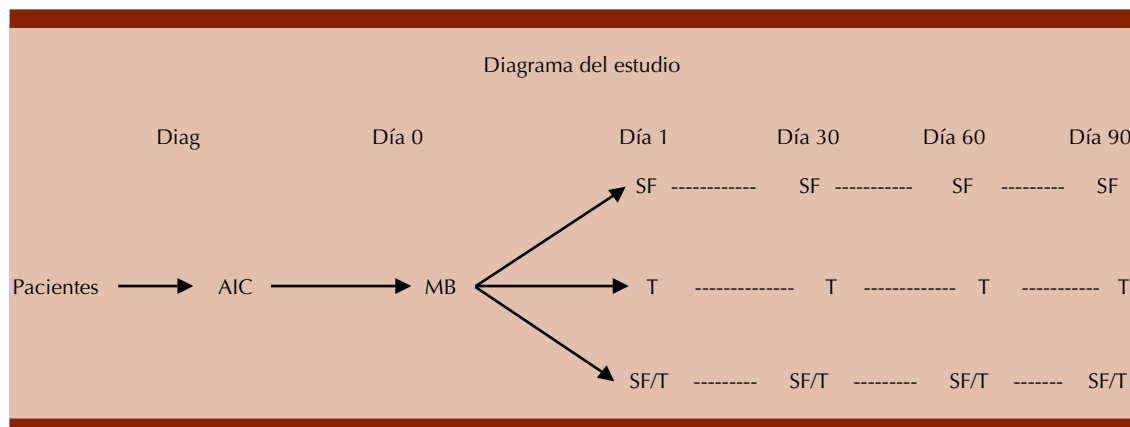 Diagrama del estudio
Diag Día 0 Día 1 Día 30 Día 60 Día 90
SF ------------ SF ----------- SF --------- SF
Pacientes AIC MB T -------------- T ------------- T ----------- T
SF/T --------- SF/T --------- SF/T ------- SF/T